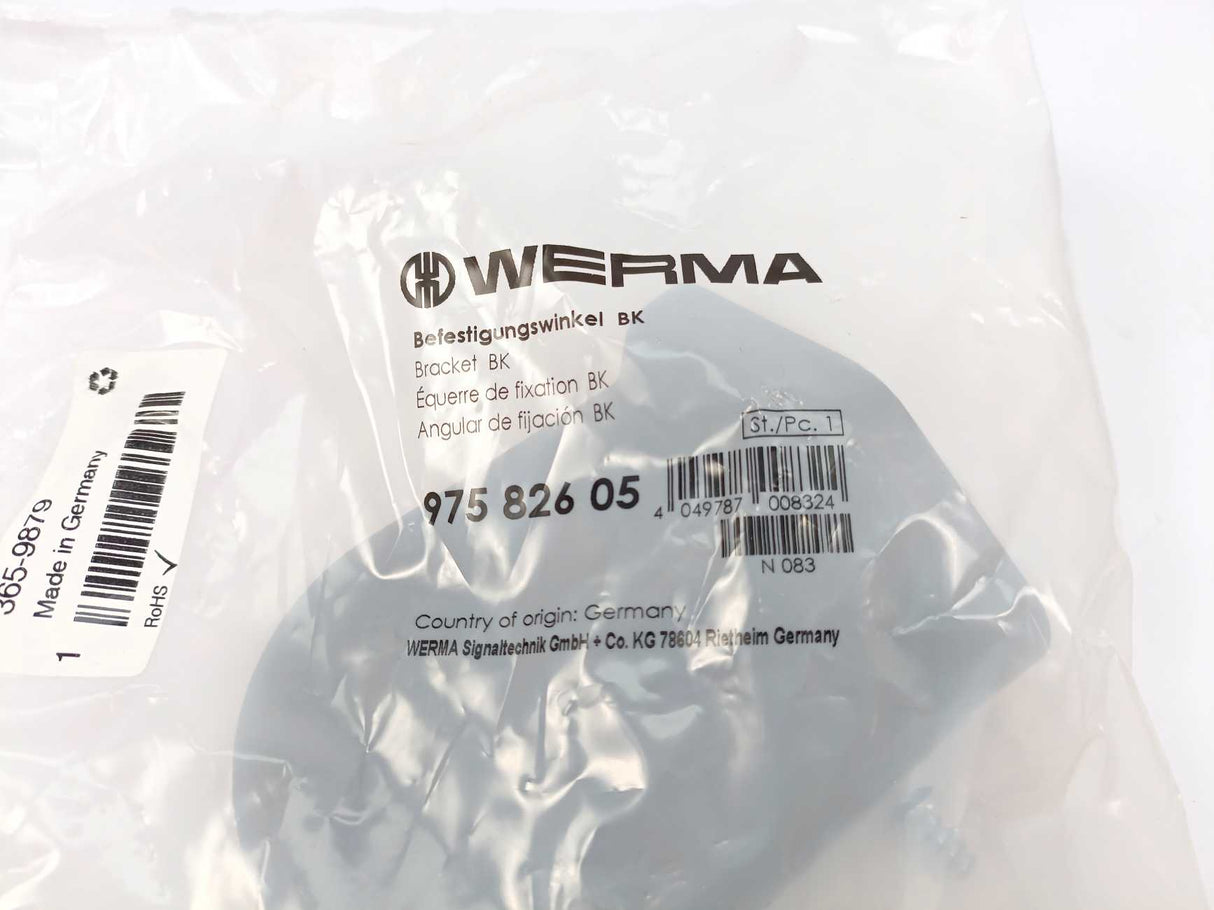 WERMA
Befestigungswinkel BK
Bracket BK
Équerre de fixation BK
Angular de fijación BK
St./Pc. 1
975 826 05
4 049787 008324
N 083
Country of origin: Germany
WERMA Signaltechnik GmbH + Co. KG 78604 Rietheim Germany
365-9879
Made in Germany
RoHS ✓
1